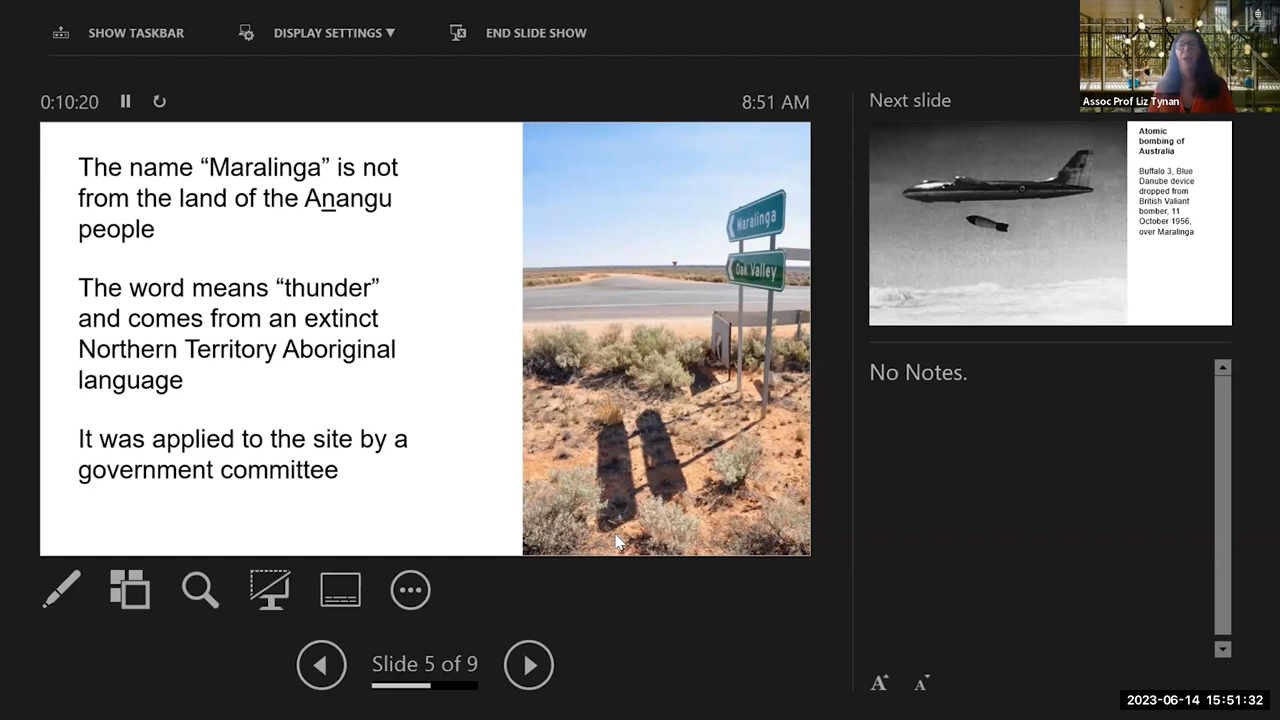 SHOW TASKBAR
DISPLAY SETTINGS ▼
END SLIDE SHOW
Assoc Prof Liz Tynan
0:10:20
8:51 AM
The name “Maralinga” is not
from the land of the Aṉangu
people
The word means “thunder”
and comes from an extinct
Northern Territory Aboriginal
language
It was applied to the site by a
government committee
Maralinga
Oak Valley
Next slide
Atomic
bombing of
Australia
Buffalo 3, Blue
Danube device
dropped from
British Valiant
bomber, 11
October 1956,
over Maralinga
No Notes.
Slide 5 of 9
A A
2023-06-14 15:51:32